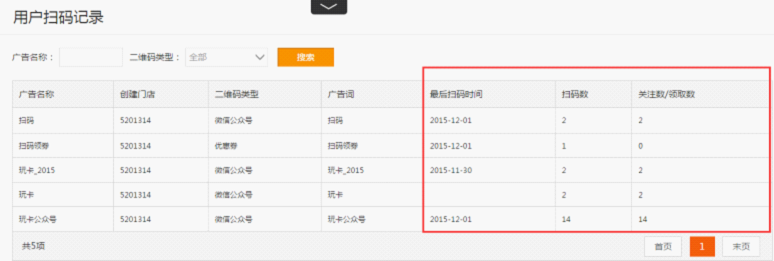 用户扫码记录
广告名称： 二维码类型： 全部 搜索
广告名称 创建门店 二维码类型 广告词 最后扫码时间 扫码数 关注数/领取数
扫码 5201314 微信公众号 扫码 2015-12-01 2 2
扫码领券 5201314 优惠券 扫码领券 2015-12-01 1 0
玩卡_2015 5201314 微信公众号 玩卡_2015 2015-11-30 2 2
玩卡 5201314 微信公众号 玩卡 2 2
玩卡公众号 5201314 微信公众号 玩卡公众号 2015-12-01 14 14
共5项 首页 1 末页